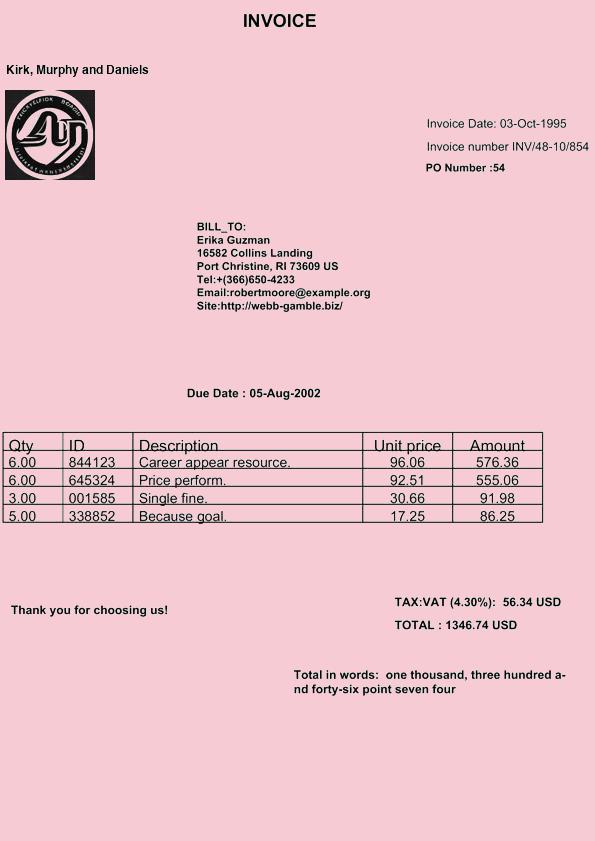 INVOICE
Kirk, Murphy and Daniels
Invoice Date: 03-Oct-1995
Invoice number INV/48-10/854
PO Number :54
BILL_TO:
Erika Guzman
16582 Collins Landing
Port Christine, RI 73609 US
Tel:+(366)650-4233
Email:robertmoore@example.org
Site:http://webb-gamble.biz/
Due Date : 05-Aug-2002
Qty ID Description Unit price Amount
6.00 844123 Career appear resource. 96.06 576.36
6.00 645324 Price perform. 92.51 555.06
3.00 001585 Single fine. 30.66 91.98
5.00 338852 Because goal. 17.25 86.25
TAX:VAT (4.30%): 56.34 USD
Thank you for choosing us!
TOTAL : 1346.74 USD
Total in words: one thousand, three hundred a-
nd forty-six point seven four